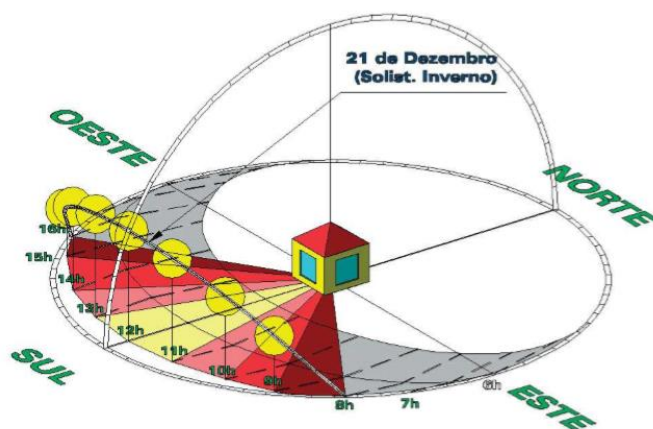 21 de Dezembro
(Solist. Inverno)
OESTE
NORTE
16h
15h
14h
13h
12h
11h
10h
9h
8h
7h
6h
SUL
ESTE